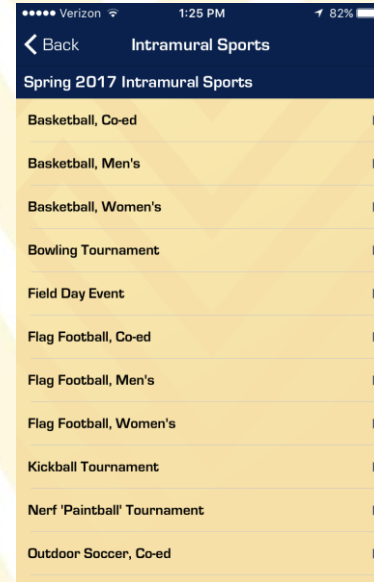 Verizon 1:25 PM 82%
Back Intramural Sports
Spring 2017 Intramural Sports
Basketball, Co-ed
Basketball, Men's
Basketball, Women's
Bowling Tournament
Field Day Event
Flag Football, Co-ed
Flag Football, Men's
Flag Football, Women's
Kickball Tournament
Nerf 'Paintball' Tournament
Outdoor Soccer, Co-ed